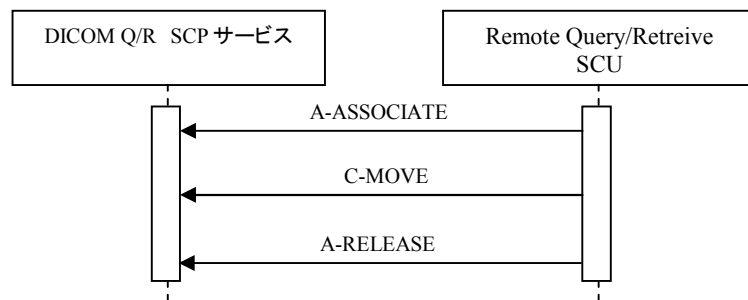 DICOM Q/R SCP サービス
Remote Query/Retreive
SCU
A-ASSOCIATE
C-MOVE
A-RELEASE